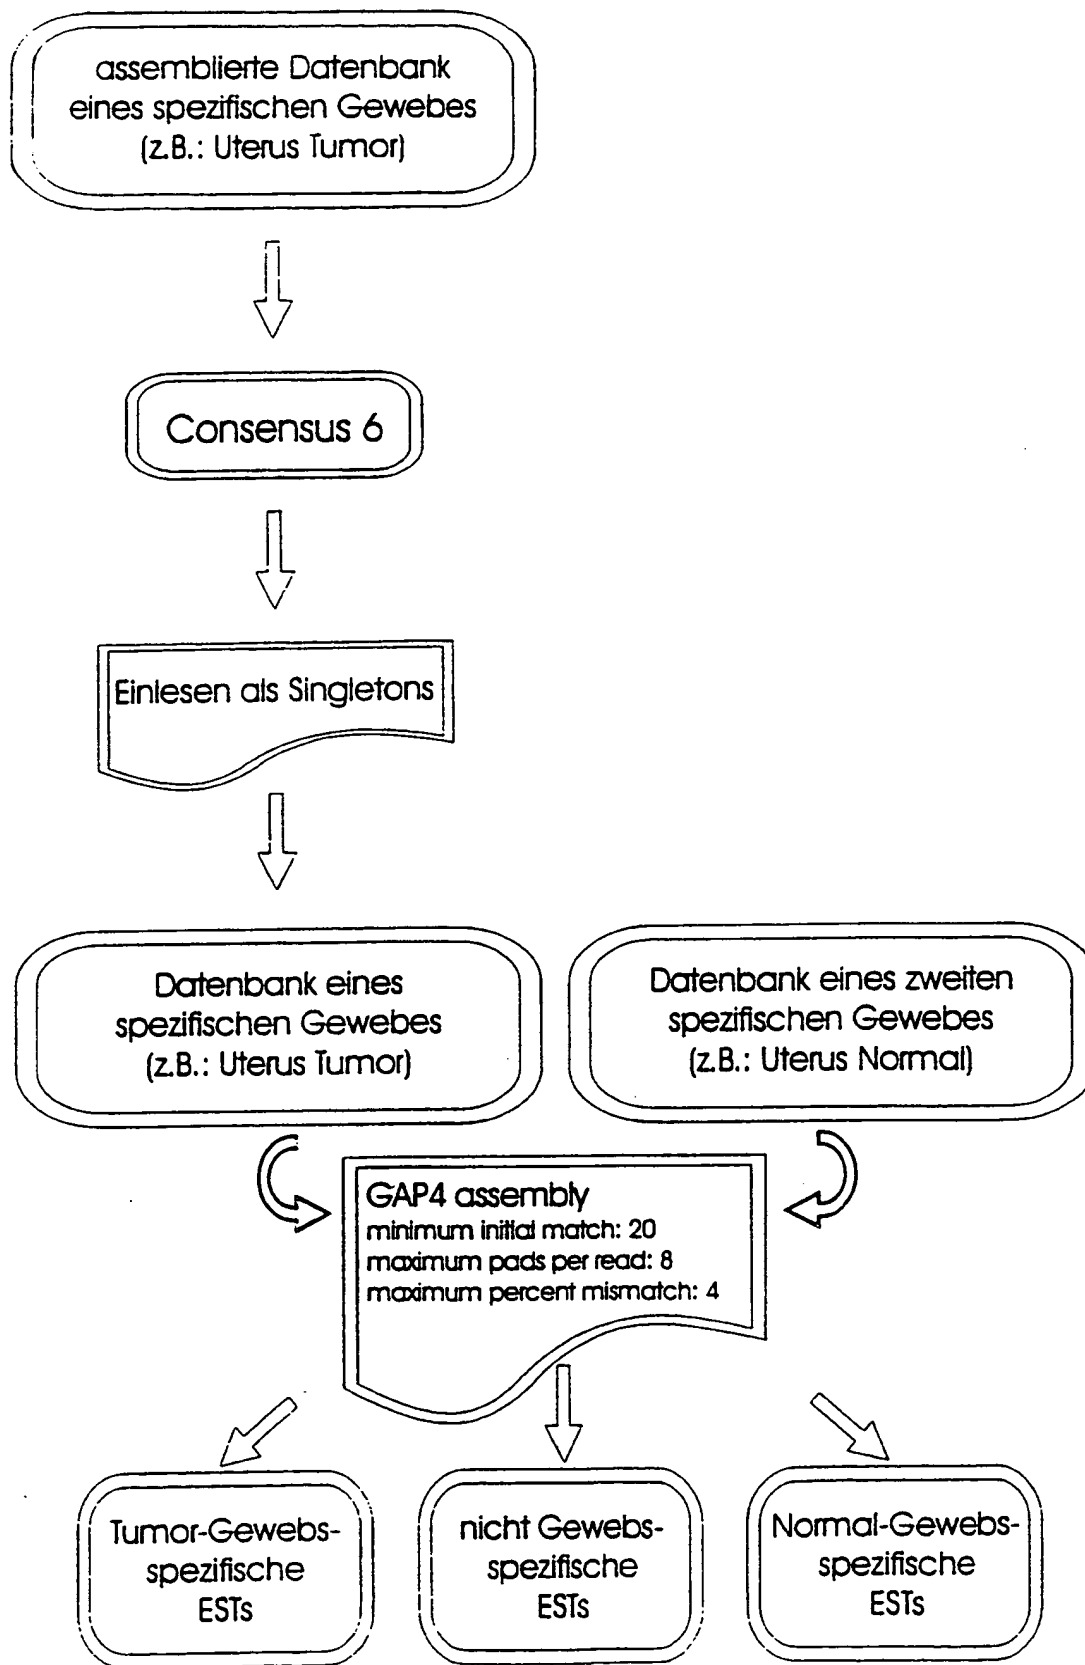 assemblierte Datenbank
eines spezifischen Gewebes
(z.B.: Uterus Tumor)
Consensus 6
Einlesen als Singletons
Datenbank eines
spezifischen Gewebes
(z.B.: Uterus Tumor)
Datenbank eines zweiten
spezifischen Gewebes
(z.B.: Uterus Normal)
GAP4 assembly
minimum initial match: 20
maximum pads per read: 8
maximum percent mismatch: 4
Tumor-Gewebs-
spezifische
ESTs
nicht Gewebs-
spezifische
ESTs
Normal-Gewebs-
spezifische
ESTs